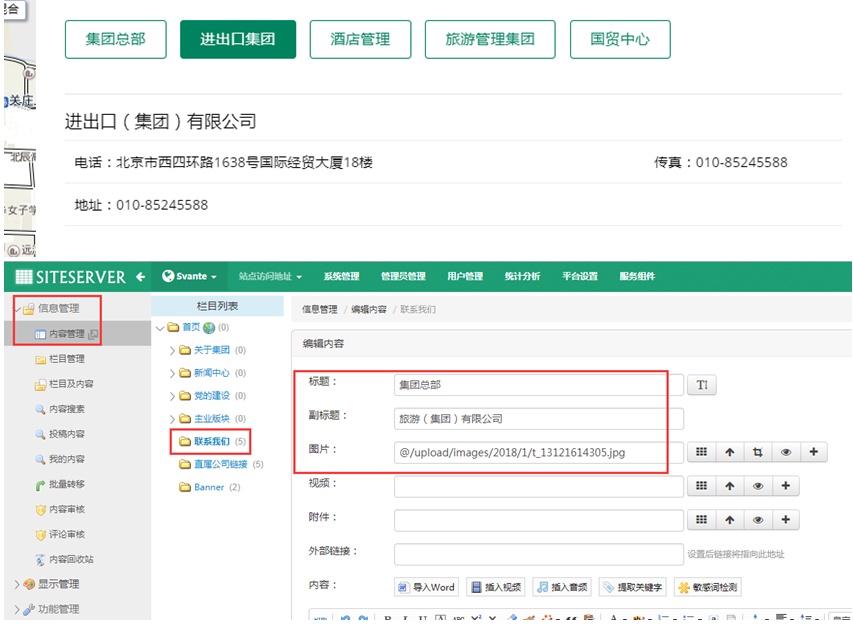 集团总部 进出口集团 酒店管理 旅游管理集团 国贸中心
进出口（集团）有限公司
电话：北京市西四环路1638号国际经贸大厦18楼 传真：010-85245588
地址：010-85245588
女子学
SITESERVER Svante 站点访问地址 系统管理 管理员管理 用户管理 统计分析 平台设置 服务组件
信息管理
内容管理
栏目管理
栏目及内容
内容搜索
投稿内容
我的内容
批量转移
内容审核
评论审核
内容回收站
显示管理
功能管理
栏目列表
首页 (0)
关于集团 (0)
新闻中心 (0)
党的建设 (0)
主业版块 (0)
联系我们 (5)
直属公司链接 (5)
Banner (2)
信息管理 / 编辑内容 / 联系我们
编辑内容
标题： 集团总部
副标题： 旅游（集团）有限公司
图片： @/upload/images/2018/1/t_13121614305.jpg
视频：
附件：
外部链接： 设置后链接将指向此地址
内容： 导入Word 插入视频 插入音频 提取关键字 敏感词检测